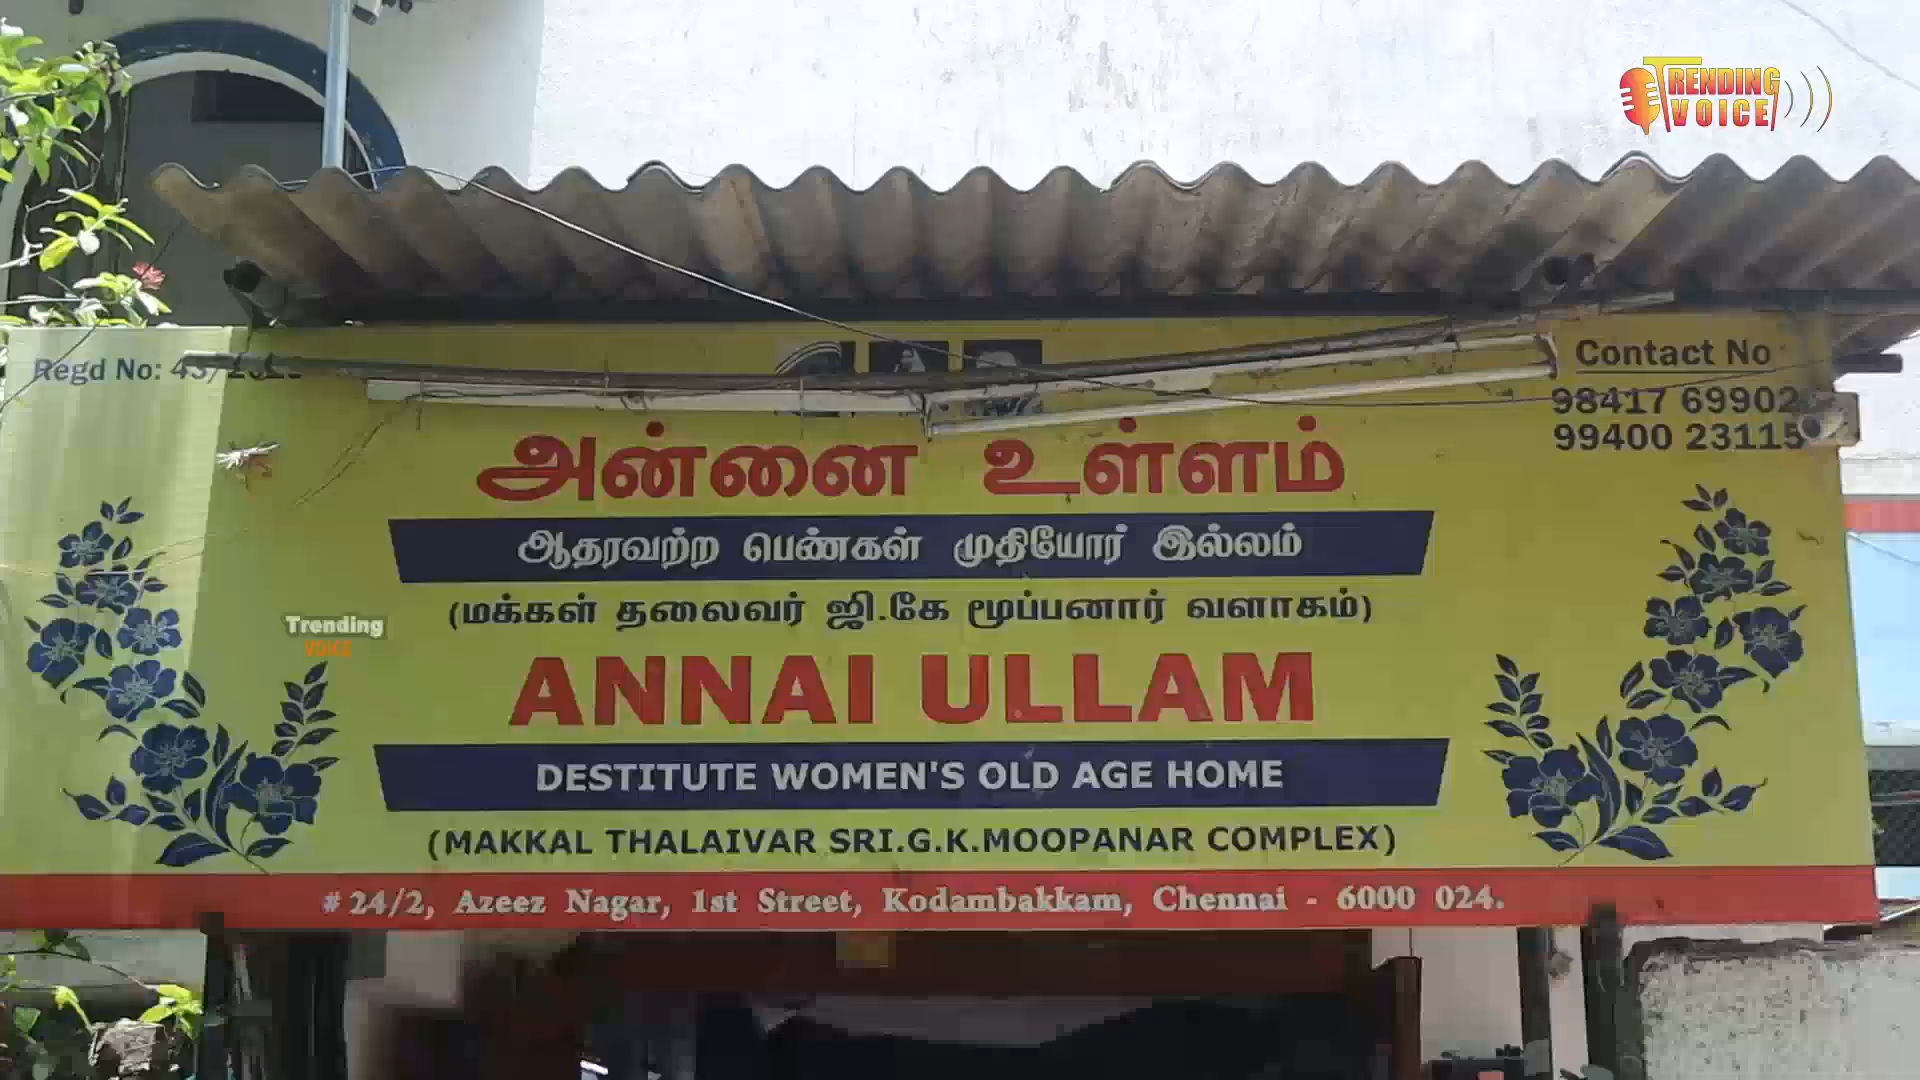 TRENDING
VOICE
Regd No:
Contact No
98417 69902
99400 23115
அன்னை உள்ளம்
ஆதரவற்ற பெண்கள் முதியோர் இல்லம்
(மக்கள் தலைவர் ஜி.கே மூப்பனார் வளாகம்)
Trending
VOICE
ANNAI ULLAM
DESTITUTE WOMEN'S OLD AGE HOME
(MAKKAL THALAIVAR SRI.G.K.MOOPANAR COMPLEX)
# 24/2, Azeez Nagar, 1st Street, Kodambakkam, Chennai - 6000 024.